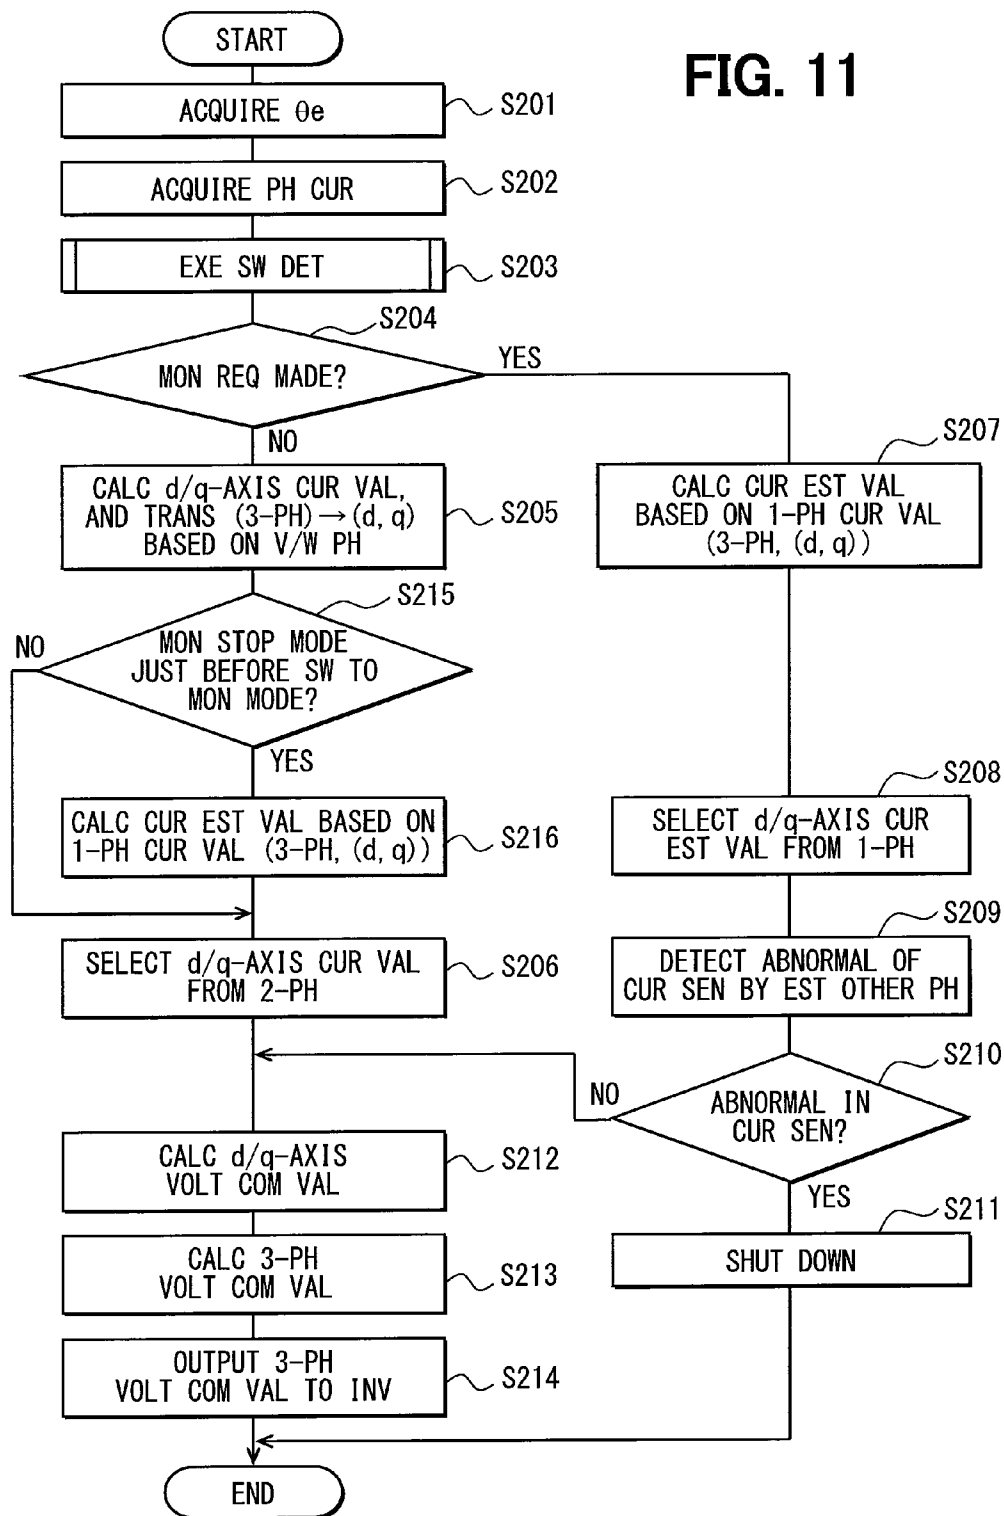 FIG. 11
START
ACQUIRE θe
S201
ACQUIRE PH CUR
S202
EXE SW DET
S203
S204
MON REQ MADE?
YES
NO
CALC d/q-AXIS CUR VAL,
AND TRANS (3-PH)→(d, q)
BASED ON V/W PH
S205
S207
CALC CUR EST VAL
BASED ON 1-PH CUR VAL
(3-PH, (d, q))
S215
NO
MON STOP MODE
JUST BEFORE SW TO
MON MODE?
YES
CALC CUR EST VAL BASED ON
1-PH CUR VAL (3-PH, (d, q))
S216
S208
SELECT d/q-AXIS CUR
EST VAL FROM 1-PH
SELECT d/q-AXIS CUR VAL
FROM 2-PH
S206
S209
DETECT ABNORMAL OF
CUR SEN BY EST OTHER PH
S210
NO
ABNORMAL IN
CUR SEN?
YES
CALC d/q-AXIS
VOLT COM VAL
S212
S211
SHUT DOWN
CALC 3-PH
VOLT COM VAL
S213
OUTPUT 3-PH
VOLT COM VAL TO INV
S214
END